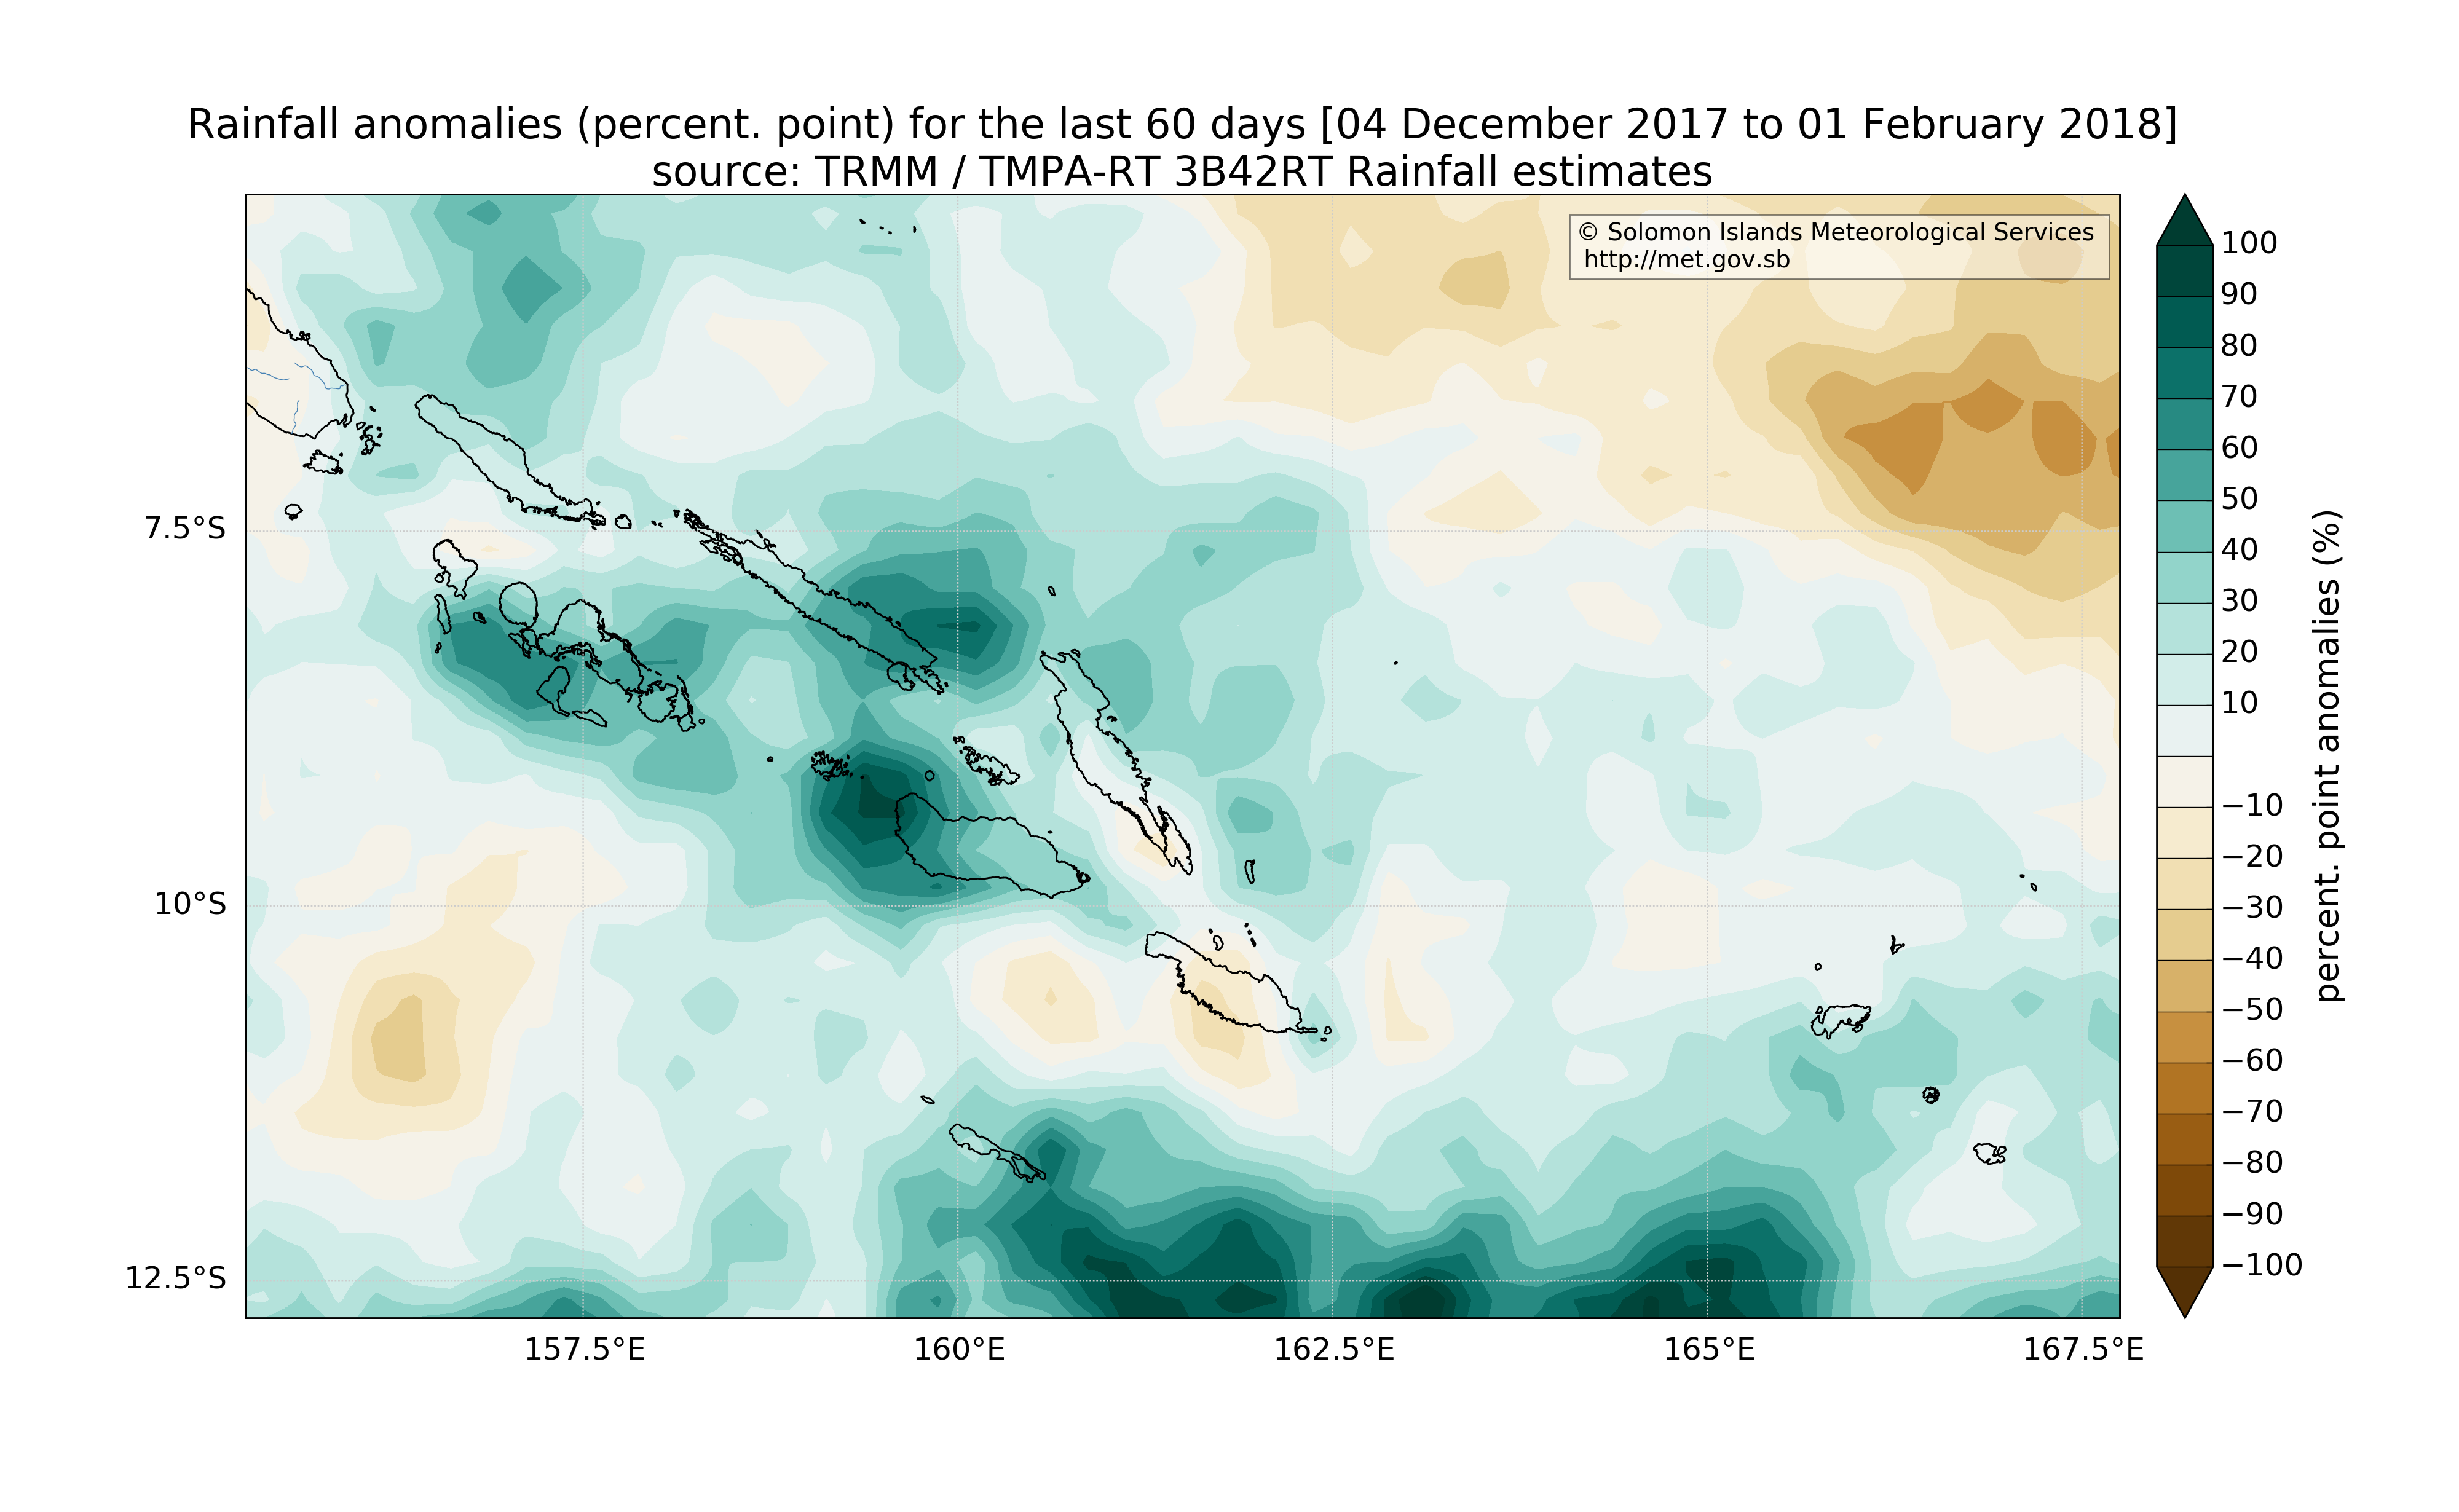 Rainfall anomalies (percent. point) for the last 60 days [04 December 2017 to 01 February 2018]
source: TRMM / TMPA-RT 3B42RT Rainfall estimates
© Solomon Islands Meteorological Services
http://met.gov.sb
7.5°S
10°S
12.5°S
157.5°E
160°E
162.5°E
165°E
167.5°E
100
90
80
70
60
50
40
30
20
10
−10
−20
−30
−40
−50
−60
−70
−80
−90
−100
percent. point anomalies (%)